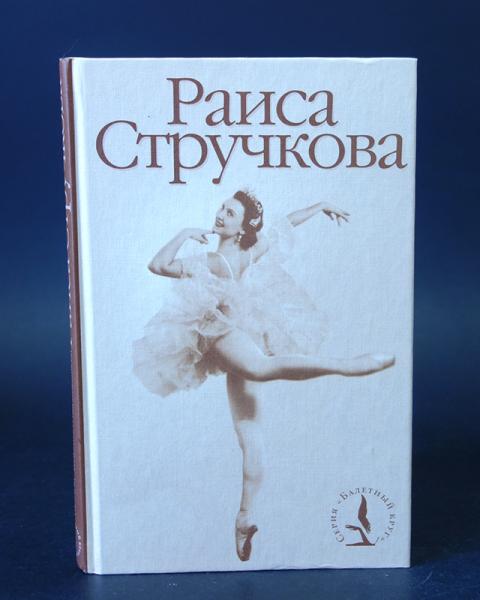 Раиса
Стручкова
Серия «Балетный круг»